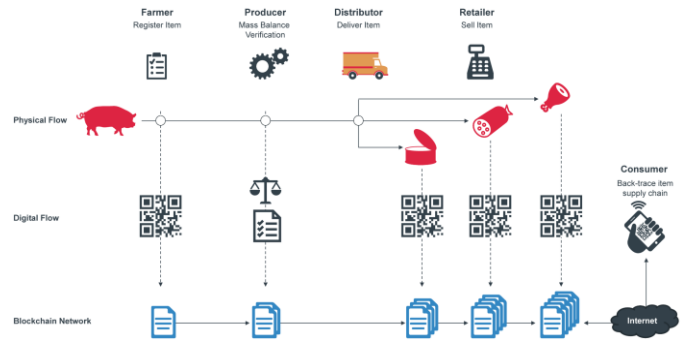 Farmer
Register Item
Producer
Mass Balance
Verification
Distributor
Deliver Item
Retailer
Sell Item
Physical Flow
Consumer
Back-trace item
supply chain
Digital Flow
Blockchain Network
Internet